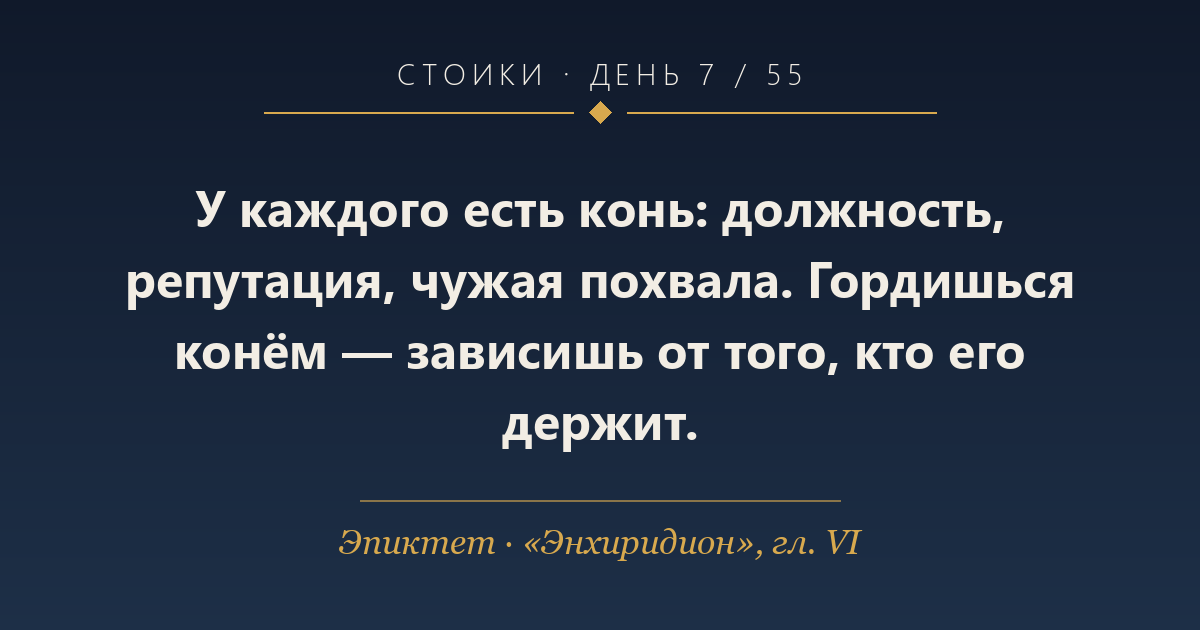 СТОИКИ · ДЕНЬ 7 / 55
У каждого есть конь: должность,
репутация, чужая похвала. Гордишься
конём — зависишь от того, кто его
держит.
Эпиктет · «Энхиридион», гл. VI